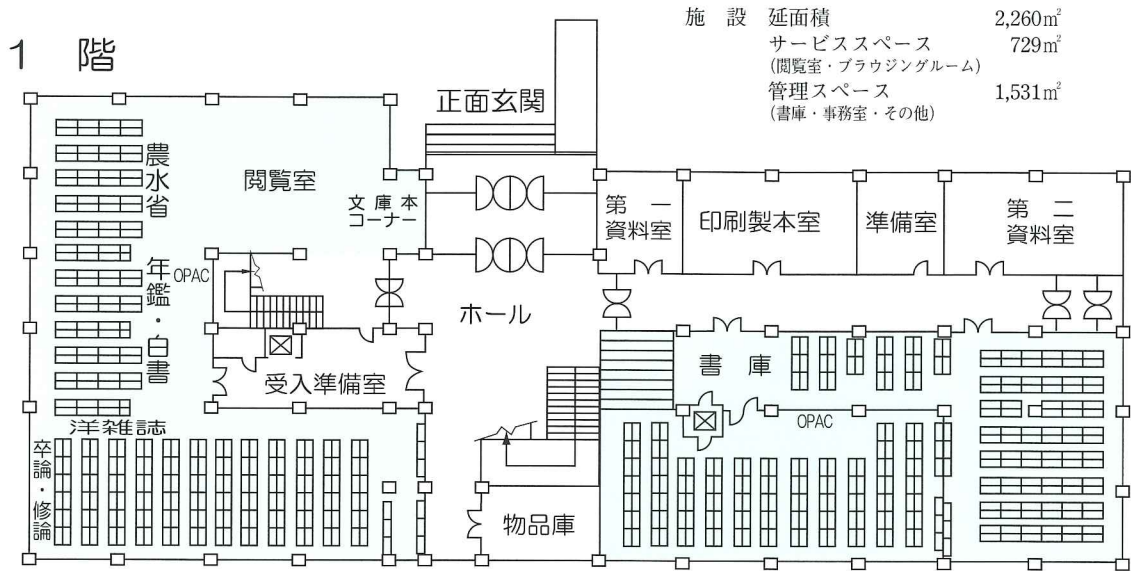 施 設 延面積 2,260㎡
サービススペース 729㎡
(閲覧室・ブラウジングルーム)
管理スペース 1,531㎡
(書庫・事務室・その他)
1 階
正面玄関
農水省
閲覧室
文庫本
コーナー
第一
資料室
印刷製本室
準備室
第二
資料室
年鑑・白書
OPAC
ホール
受入準備室
書庫
OPAC
洋雑誌
卒論・修論
物品庫